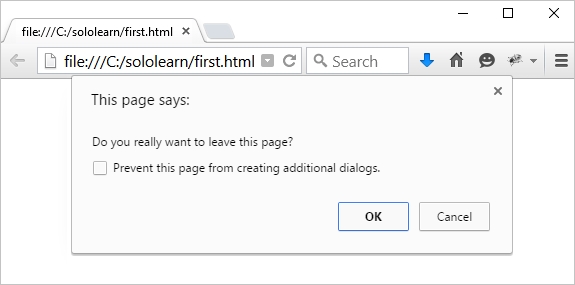 file:///C:/sololearn/first.html
file:///C:/sololearn/first.html
Search
This page says:
Do you really want to leave this page?
Prevent this page from creating additional dialogs.
OK
Cancel